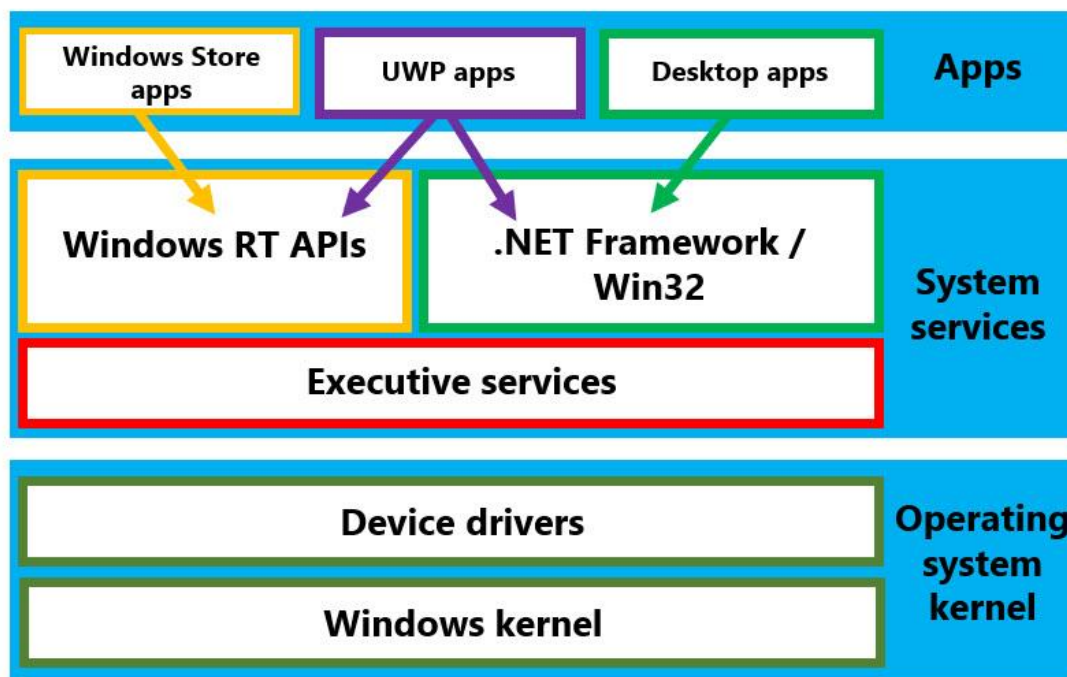 Windows Store
apps
UWP apps
Desktop apps
Apps
Windows RT APIs
.NET Framework /
Win32
System
services
Executive services
Device drivers
Operating
system
kernel
Windows kernel